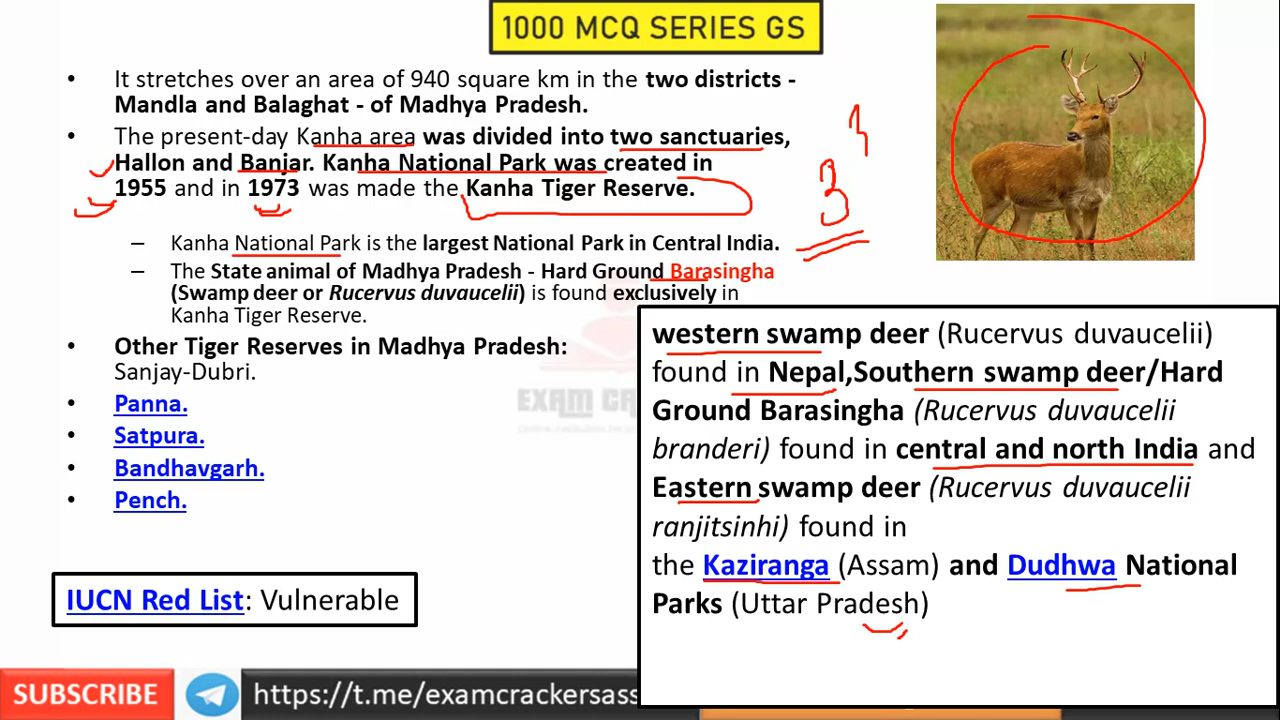 1000 MCQ SERIES GS
• It stretches over an area of 940 square km in the two districts -
Mandla and Balaghat - of Madhya Pradesh.
• The present-day Kanha area was divided into two sanctuaries,
Hallon and Banjar. Kanha National Park was created in
1955 and in 1973 was made the Kanha Tiger Reserve.
– Kanha National Park is the largest National Park in Central India.
– The State animal of Madhya Pradesh - Hard Ground Barasingha
(Swamp deer or Rucervus duvaucelii) is found exclusively in
Kanha Tiger Reserve.
• Other Tiger Reserves in Madhya Pradesh:
Sanjay-Dubri.
• Panna.
• Satpura.
• Bandhavgarh.
• Pench.
IUCN Red List: Vulnerable
3
western swamp deer (Rucervus duvaucelii)
found in Nepal,Southern swamp deer/Hard
Ground Barasingha (Rucervus duvaucelii
branderi) found in central and north India and
Eastern swamp deer (Rucervus duvaucelii
ranjitsinhi) found in
the Kaziranga (Assam) and Dudhwa National
Parks (Uttar Pradesh)
EXAM
SUBSCRIBE
https://t.me/examcrackersass